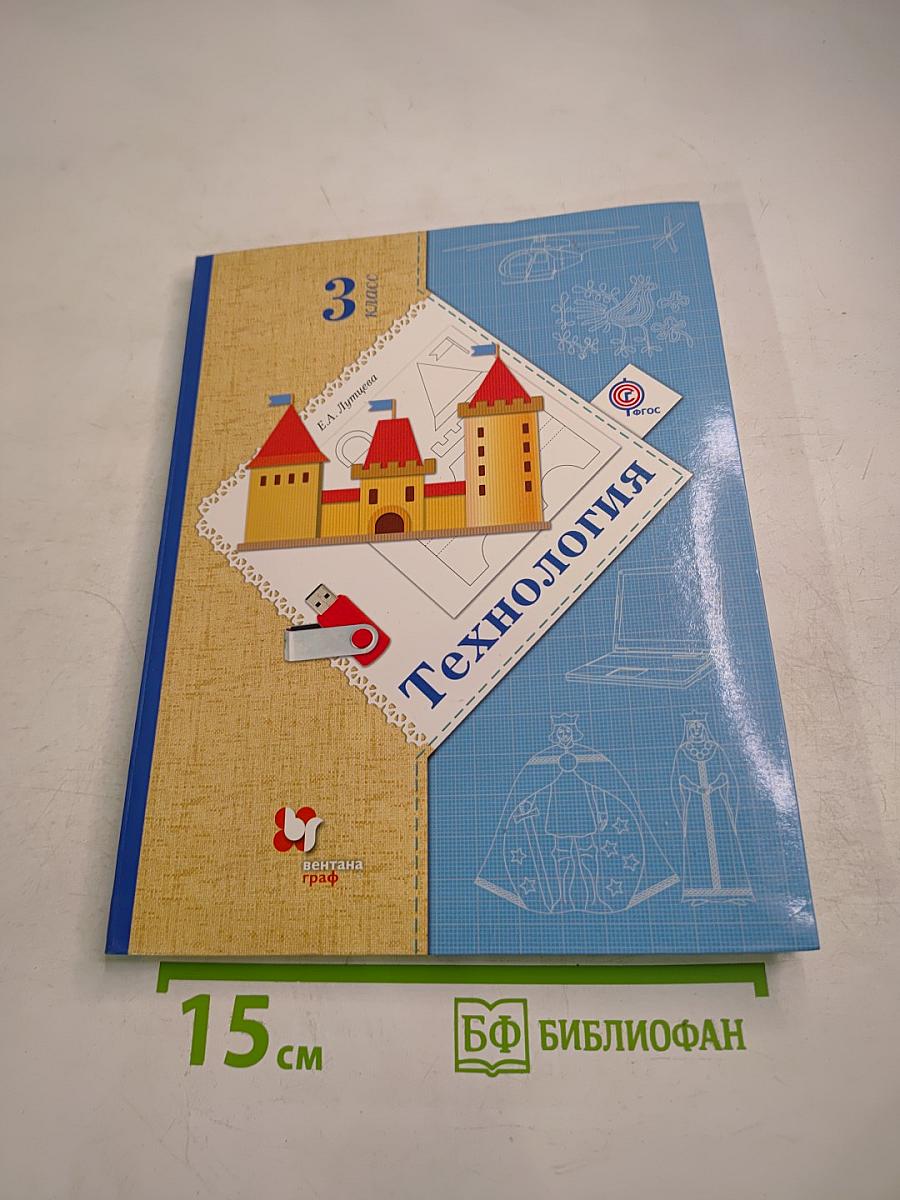 3
класс
Е.А. Лутцева
ФГОС
Технология
вентана
граф
15 см
БФ БИБЛИОФАН